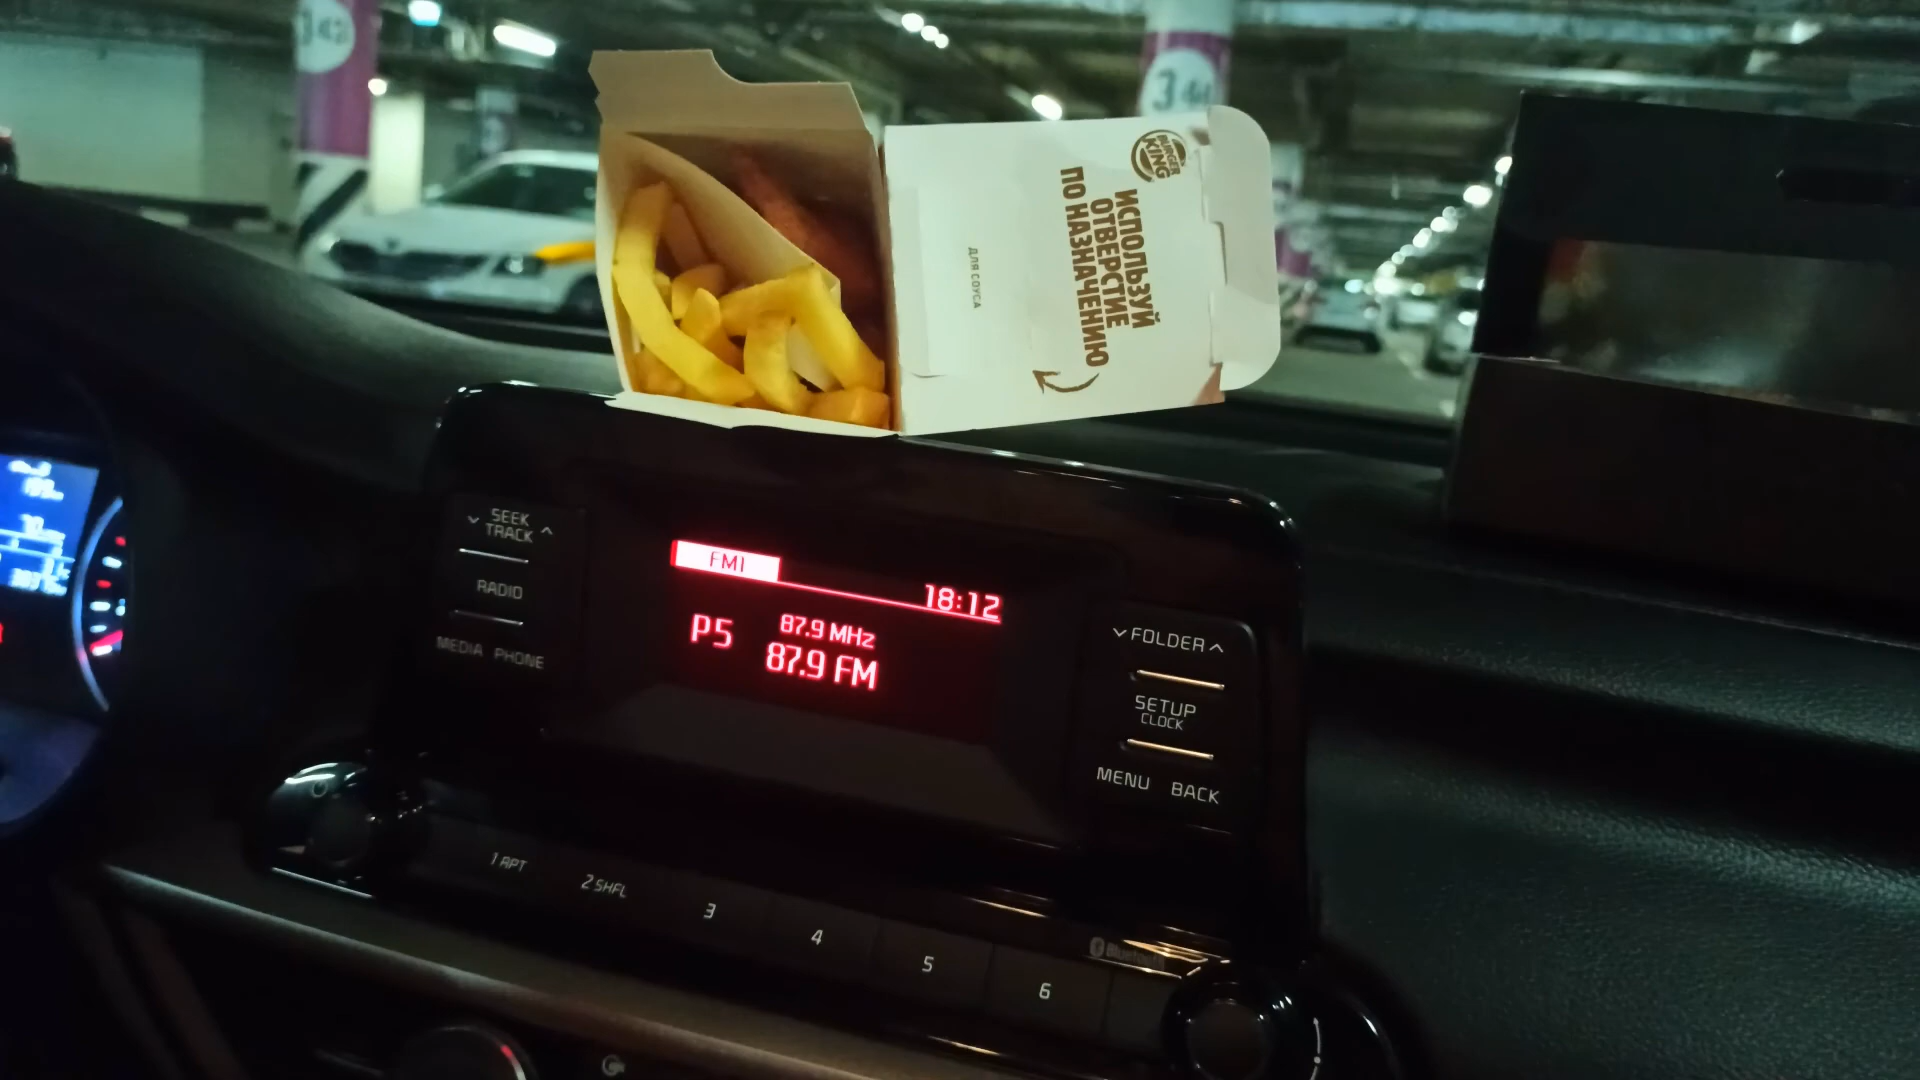 BURGER
KING
ИСПОЛЬЗУЙ
ОТВЕРСТИЕ
ПО НАЗНАЧЕНИЮ
ДЛЯ СОУСА
SEEK
TRACK
RADIO
MEDIA PHONE
FM1
18:12
P5
87.9 MHz
87.9 FM
FOLDER
SETUP
CLOCK
MENU BACK
1 RPT
2 SHFL
3
4
5
6
Bluetooth